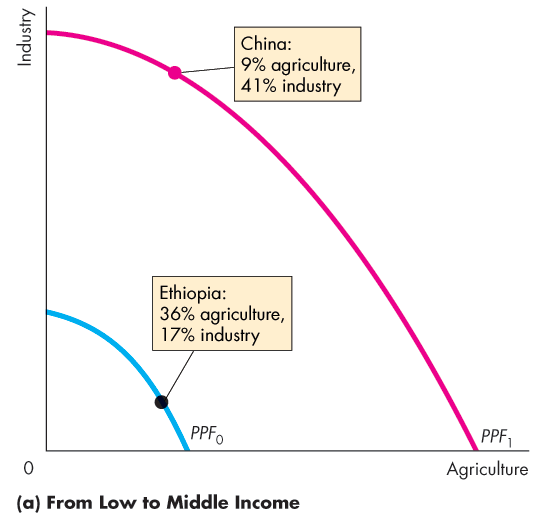 Industry
China:
9% agriculture,
41% industry
Ethiopia:
36% agriculture,
17% industry
PPF0
PPF1
0
Agriculture
(a) From Low to Middle Income